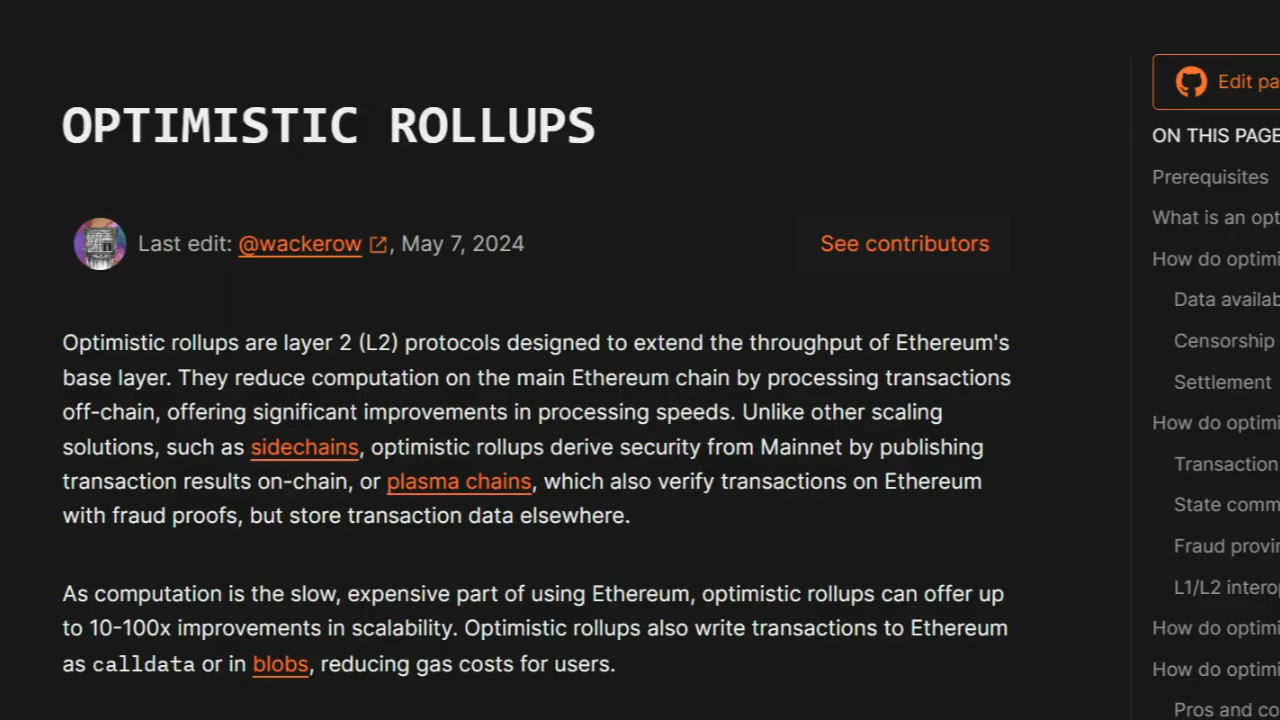 OPTIMISTIC ROLLUPS
Last edit: @wackerow, May 7, 2024
See contributors
Optimistic rollups are layer 2 (L2) protocols designed to extend the throughput of Ethereum's
base layer. They reduce computation on the main Ethereum chain by processing transactions
off-chain, offering significant improvements in processing speeds. Unlike other scaling
solutions, such as sidechains, optimistic rollups derive security from Mainnet by publishing
transaction results on-chain, or plasma chains, which also verify transactions on Ethereum
with fraud proofs, but store transaction data elsewhere.
As computation is the slow, expensive part of using Ethereum, optimistic rollups can offer up
to 10-100x improvements in scalability. Optimistic rollups also write transactions to Ethereum
as calldata or in blobs, reducing gas costs for users.
Edit pa
ON THIS PAGE
Prerequisites
What is an opt
How do optimi
Data availab
Censorship
Settlement
How do optimi
Transaction
State comm
Fraud provin
L1/L2 interop
How do optimi
How do optimi
Pros and co